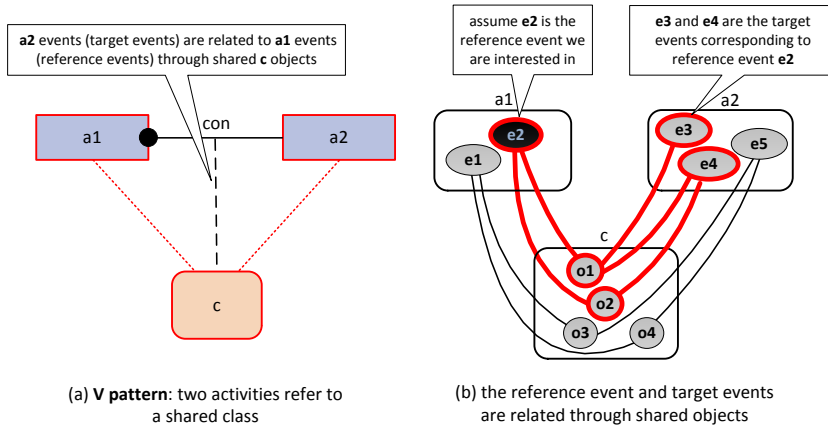 a2 events (target events) are related to a1 events
(reference events) through shared c objects
con
a1
a2
c
(a) V pattern: two activities refer to
a shared class
assume e2 is the
reference event we
are interested in
e3 and e4 are the target
events corresponding to
reference event e2
a1
a2
e1
e2
e3
e4
e5
c
o1
o2
o3
o4
(b) the reference event and target events
are related through shared objects